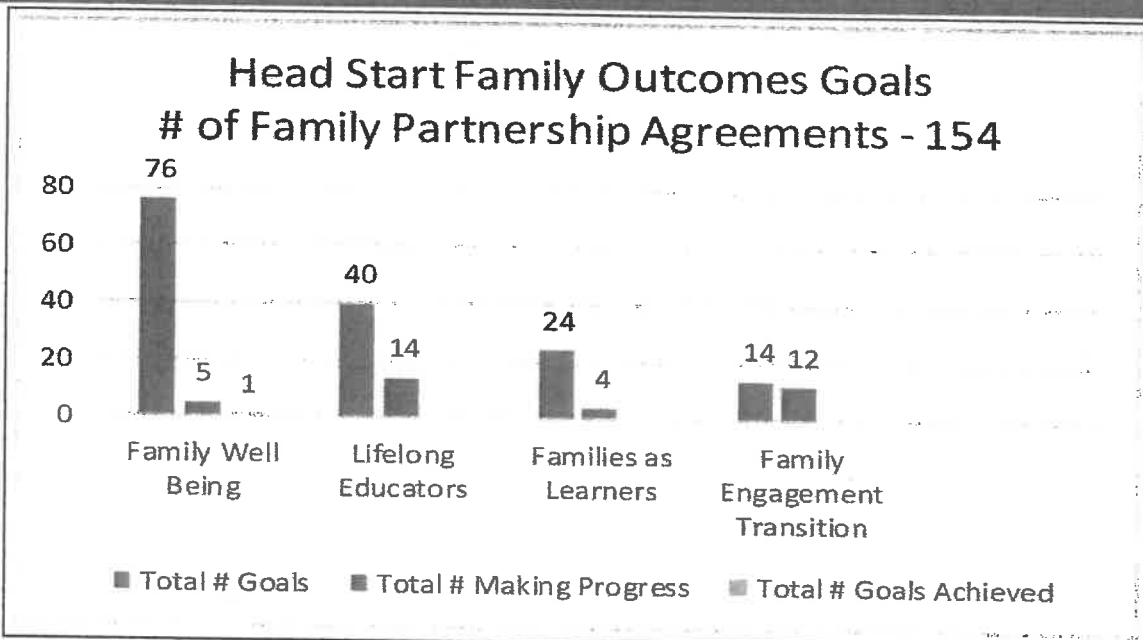 Head Start Family Outcomes Goals
# of Family Partnership Agreements - 154
76
80
60
40
20
0
5
1
40
14
24
4
14
12
Family Well
Being
Lifelong
Educators
Families as
Learners
Family
Engagement
Transition
Total # Goals
Total # Making Progress
Total # Goals Achieved